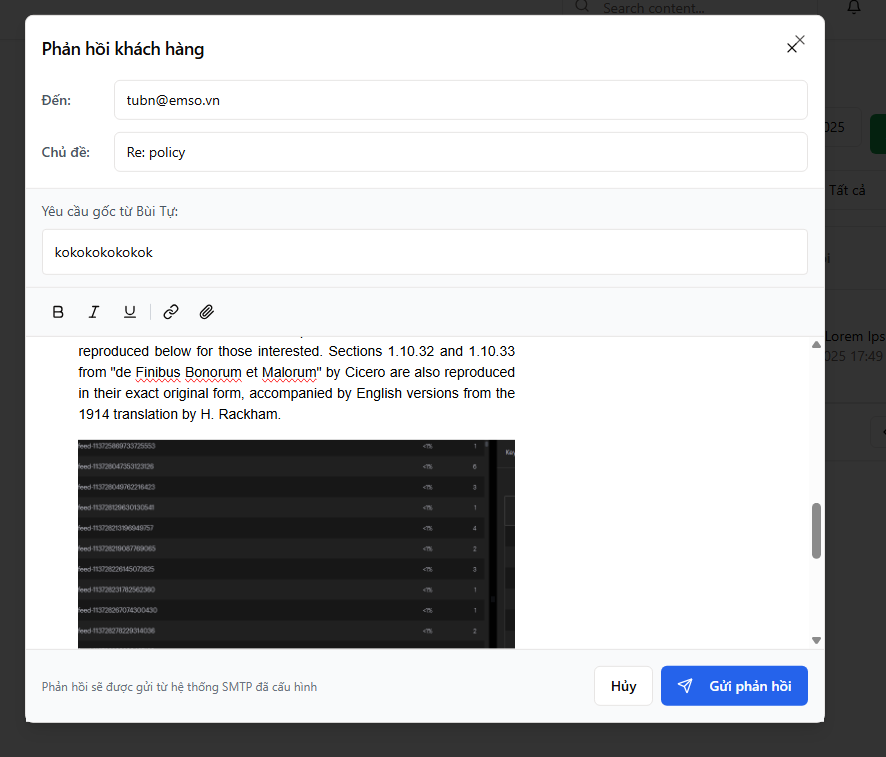 Search content...
Phản hồi khách hàng
Đến:
tubn@emso.vn
Chủ đề:
Re: policy
025
Tất cả
Yêu cầu gốc từ Bùi Tự:
kokokokokokok
reproduced below for those interested. Sections 1.10.32 and 1.10.33
from "de Finibus Bonorum et Malorum" by Cicero are also reproduced
in their exact original form, accompanied by English versions from the
1914 translation by H. Rackham.
Lorem Ips
025 17:49
feed-113725869733725553 <1% 1
feed-113728047353123126 <1% 6
feed-113728049762216423 <1% 3
feed-113728129630130541 <1% 1
feed-113728213196949757 <1% 4
feed-113728219087769065 <1% 2
feed-113728226145072825 <1% 3
feed-113728231782562360 <1% 1
feed-113728267074300430 <1% 1
feed-113728278229314036 <1% 2
Key
Phản hồi sẽ được gửi từ hệ thống SMTP đã cấu hình
Hủy
Gửi phản hồi